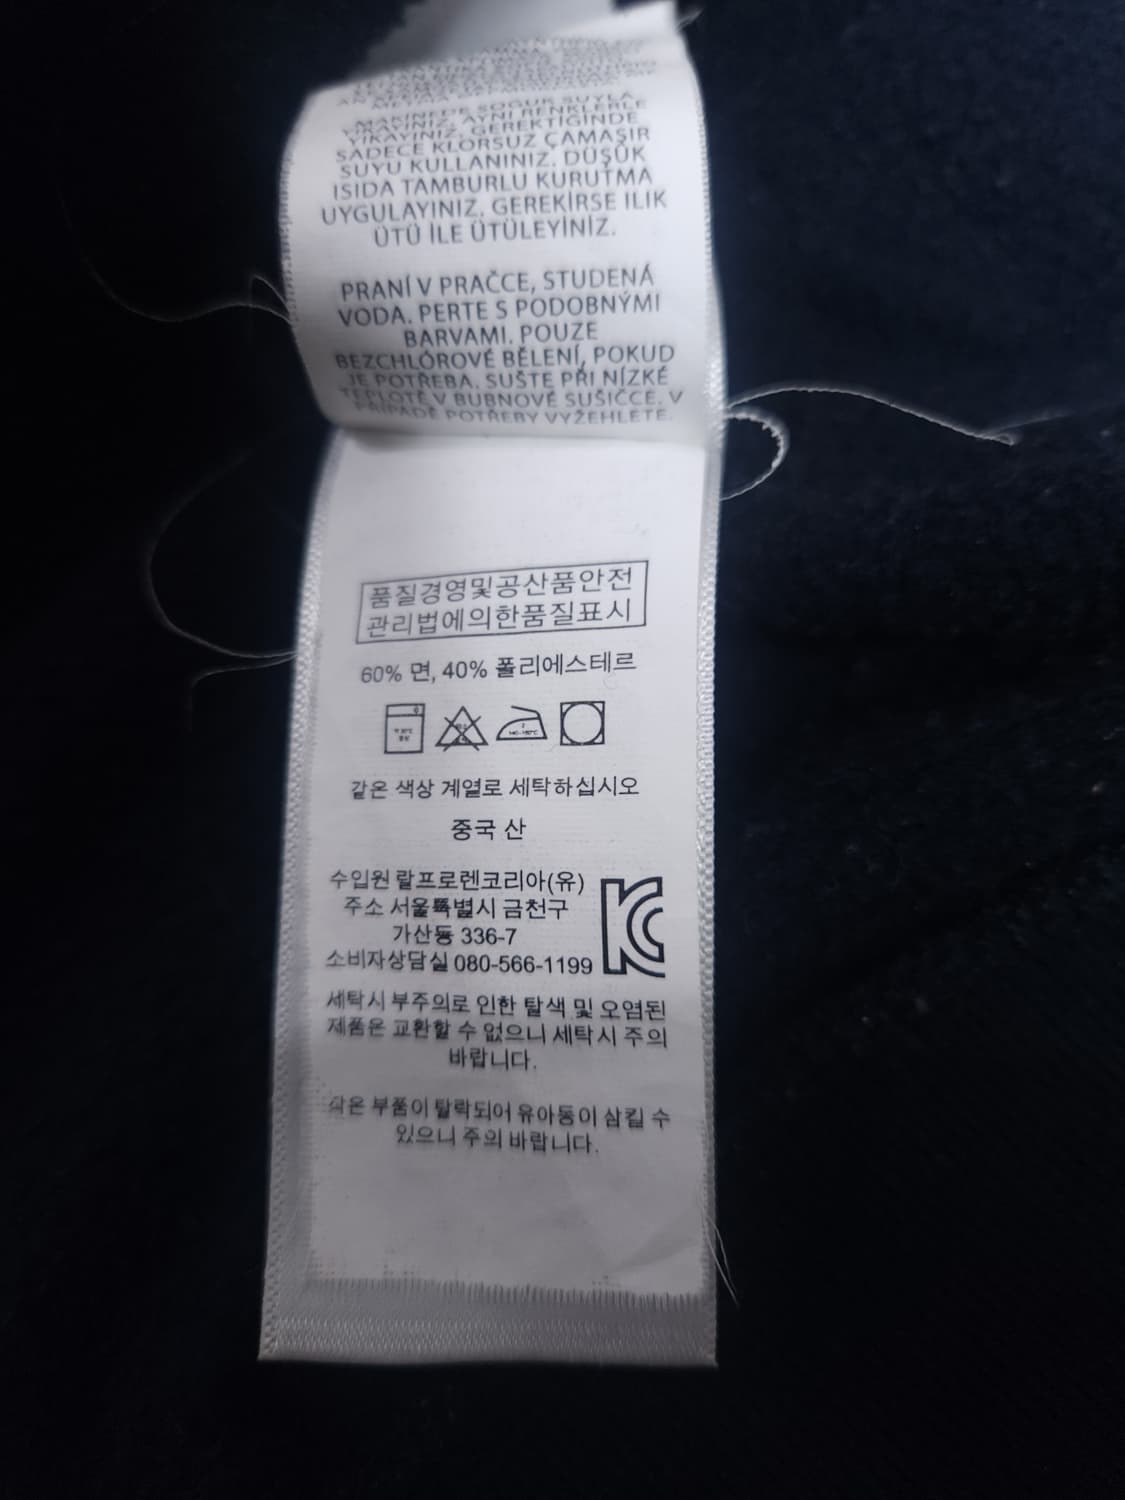 MAKİNEDE SOĞUK SUYLA
YIKAYINIZ. AYNI RENKLERLE
YIKAYINIZ. GEREKTİĞİNDE
SADECE KLORSUZ ÇAMAŞIR
SUYU KULLANINIZ. DÜŞÜK
ISIDA TAMBURLU KURUTMA
UYGULAYINIZ. GEREKİRSE ILIK
ÜTÜ İLE ÜTÜLEYİNİZ.
PRANÍ V PRAČCE, STUDENÁ
VODA. PERTE S PODOBNÝMI
BARVAMI. POUZE
BEZCHLÓROVÉ BĚLENÍ, POKUD
JE POTŘEBA. SUŠTE PŘI NÍZKÉ
TEPLOTĚ V BUBNOVÉ SUŠIČCE. V
PŘÍPADĚ POTŘEBY VYŽEHLETE.
품질경영및공산품안전
관리법에의한품질표시
60% 면, 40% 폴리에스테르
같은 색상 계열로 세탁하십시오
중국 산
수입원 랄프로렌코리아(유)
주소 서울특별시 금천구
가산동 336-7
소비자상담실 080-566-1199
세탁시 부주의로 인한 탈색 및 오염된
제품은 교환할 수 없으니 세탁시 주의
바랍니다.
작은 부품이 탈락되어 유아동이 삼킬 수
있으니 주의 바랍니다.